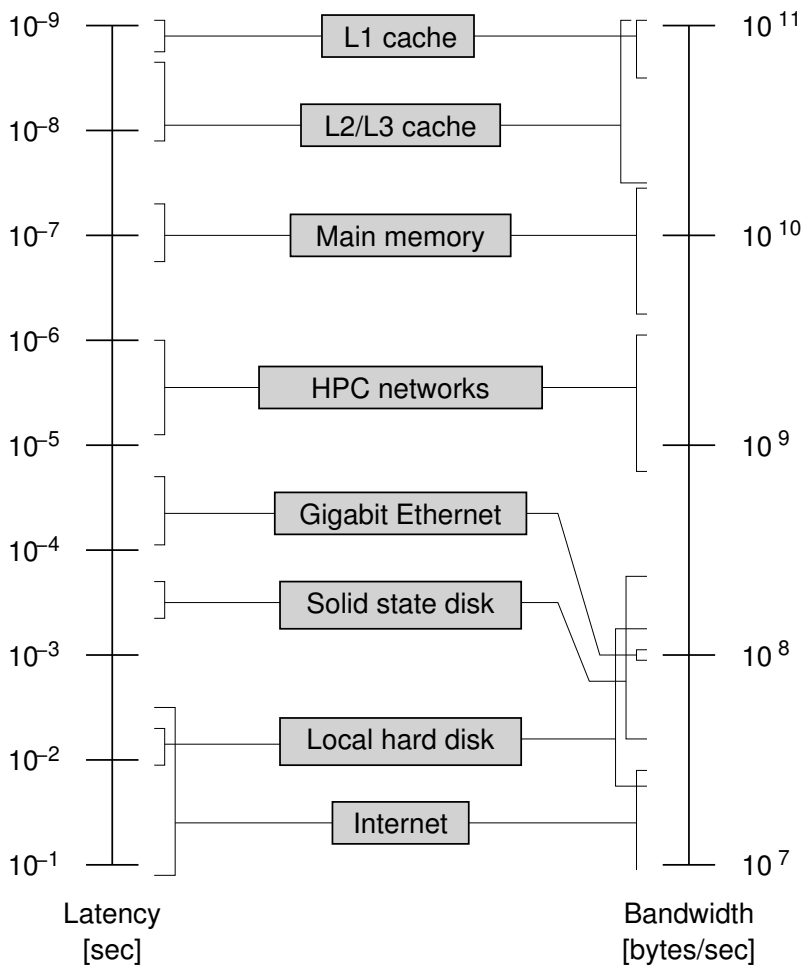 10⁻⁹
L1 cache
10¹¹
10⁻⁸
L2/L3 cache
10⁻⁷
Main memory
10¹⁰
10⁻⁶
HPC networks
10⁻⁵
10⁹
Gigabit Ethernet
10⁻⁴
Solid state disk
10⁻³
10⁸
Local hard disk
10⁻²
Internet
10⁻¹
10⁷
Latency
[sec]
Bandwidth
[bytes/sec]